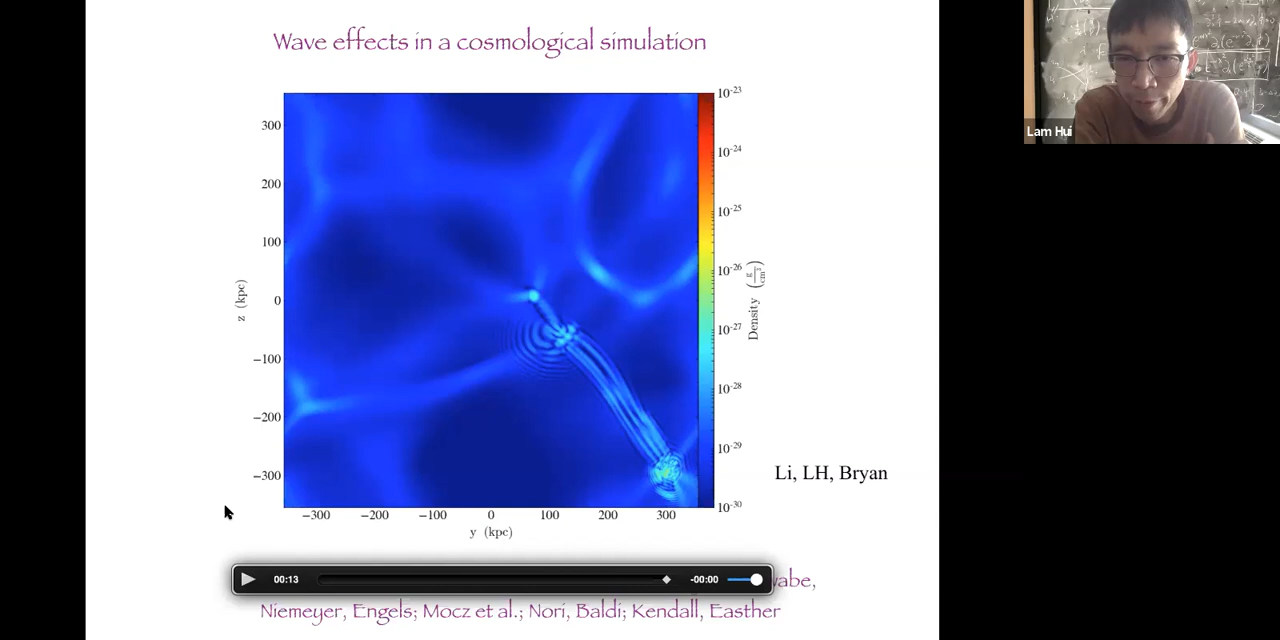 Wave effects in a cosmological simulation
Lam Hui
300
200
100
0
−100
−200
−300
z (kpc)
−300 −200 −100 0 100 200 300
y (kpc)
10-23
10-24
10-25
10-26
10-27
10-28
10-29
10-30
Density (g/cm³)
Li, LH, Bryan
00:13 -00:00
Niemeyer, Engels; Mocz et al.; Nori, Baldi; Kendall, Easther